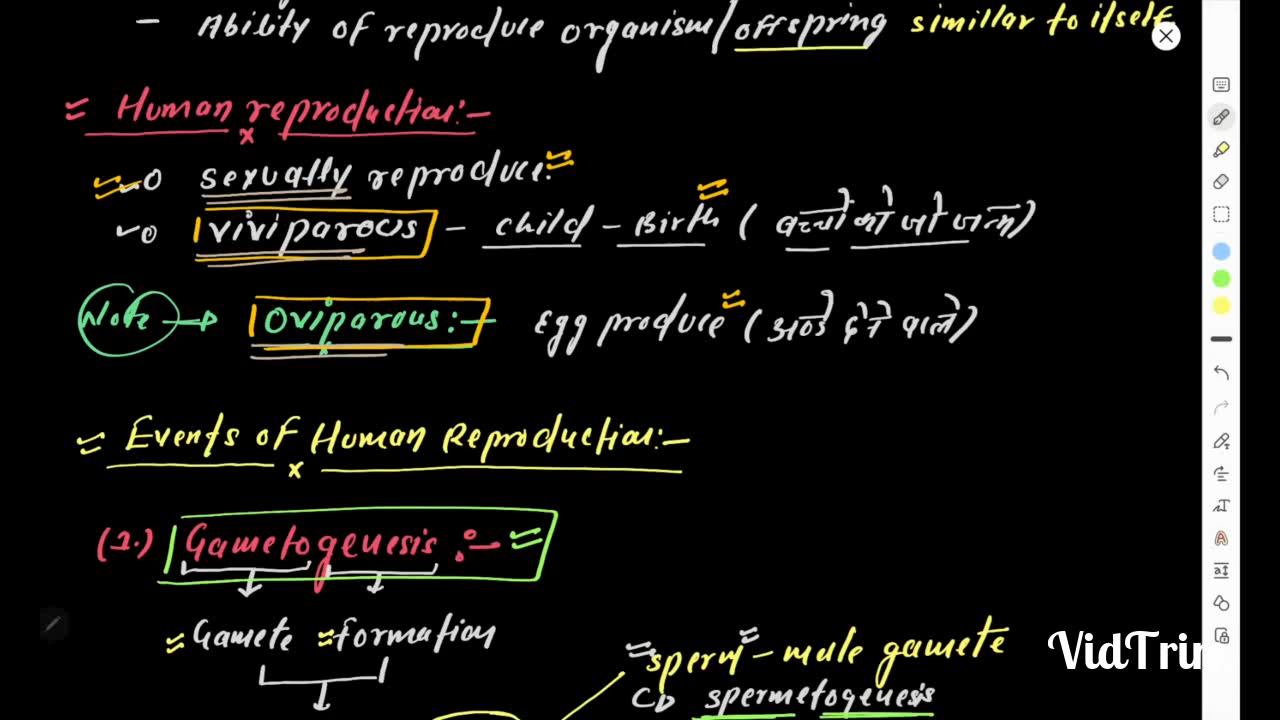 - Ability of reproduce organism/offspring simillar to itself
Human reproduction:-
sexually reproduce.
viviparous - child - Birth (बच्चों को जन्म)
Note → Oviparous:- Egg produce (अण्डे देने वाले)
Events of Human Reproduction:-
(1.) Gametogenesis :-
Gamete formation
sperm - male gamete
spermetogenesis
VidTrim